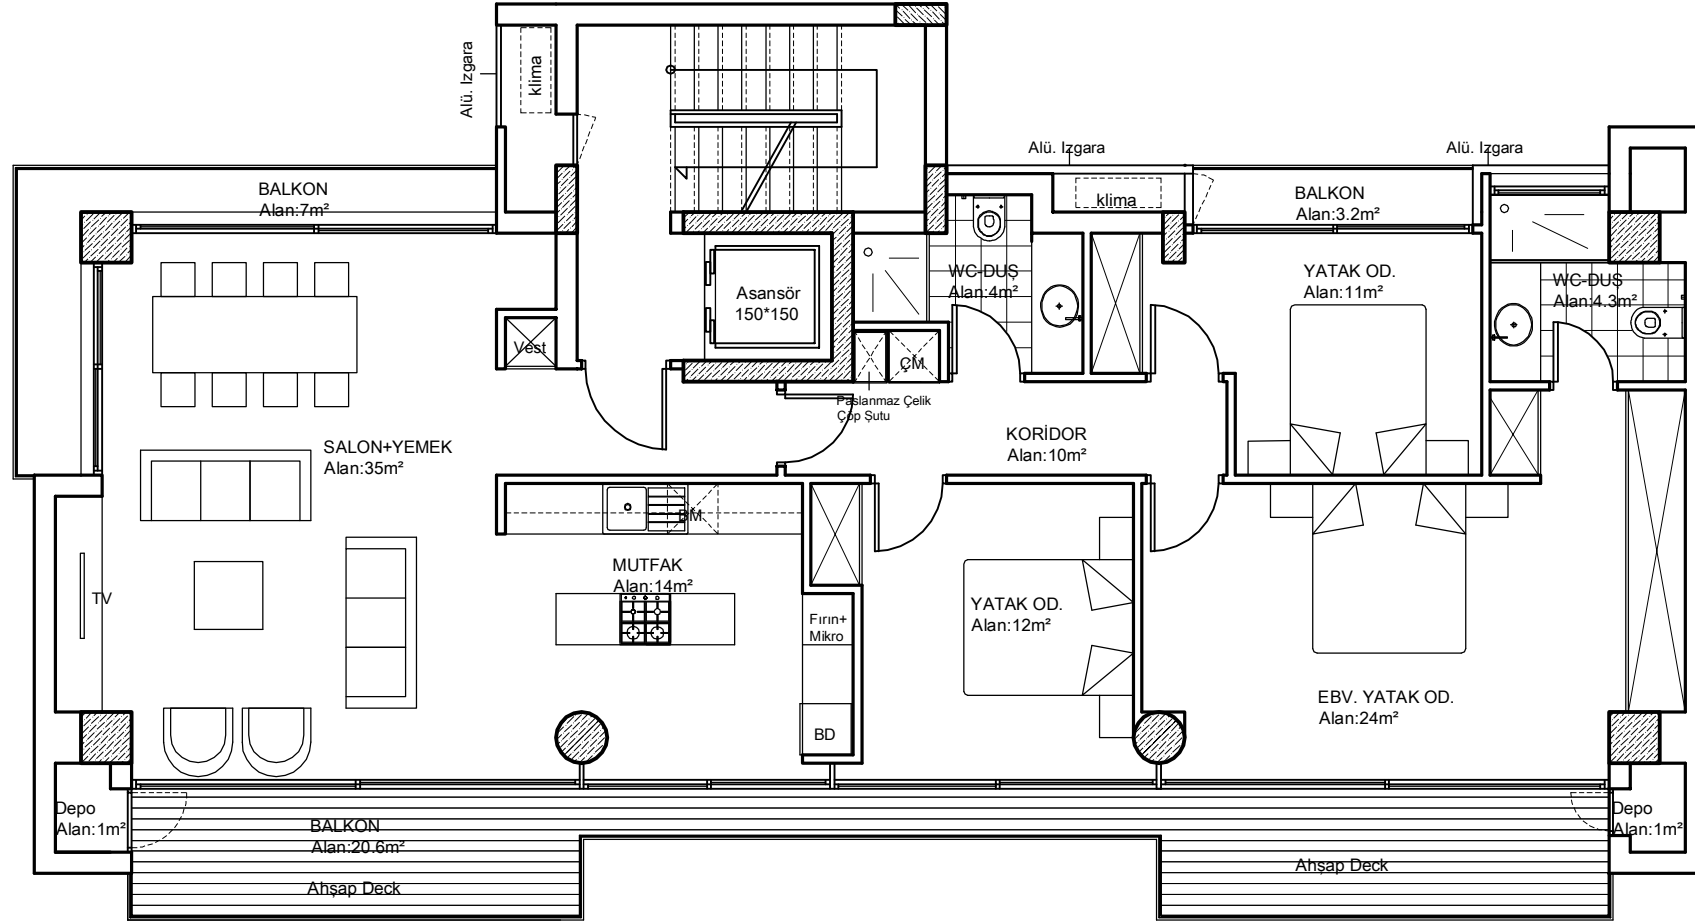 Alü. Izgara
klima
Alü. Izgara
Alü. Izgara
klima
BALKON
Alan:7m²
BALKON
Alan:3.2m²
Asansör
150*150
WC-DUŞ
Alan:4m²
YATAK OD.
Alan:11m²
WC-DUŞ
Alan:4.3m²
Vest
ÇM
Paslanmaz Çelik
Çöp Şutu
SALON+YEMEK
Alan:35m²
KORİDOR
Alan:10m²
BM
MUTFAK
Alan:14m²
TV
Fırın+
Mikro
YATAK OD.
Alan:12m²
EBV. YATAK OD.
Alan:24m²
BD
Depo
Alan:1m²
BALKON
Alan:20.6m²
Depo
Alan:1m²
Ahşap Deck
Ahşap Deck